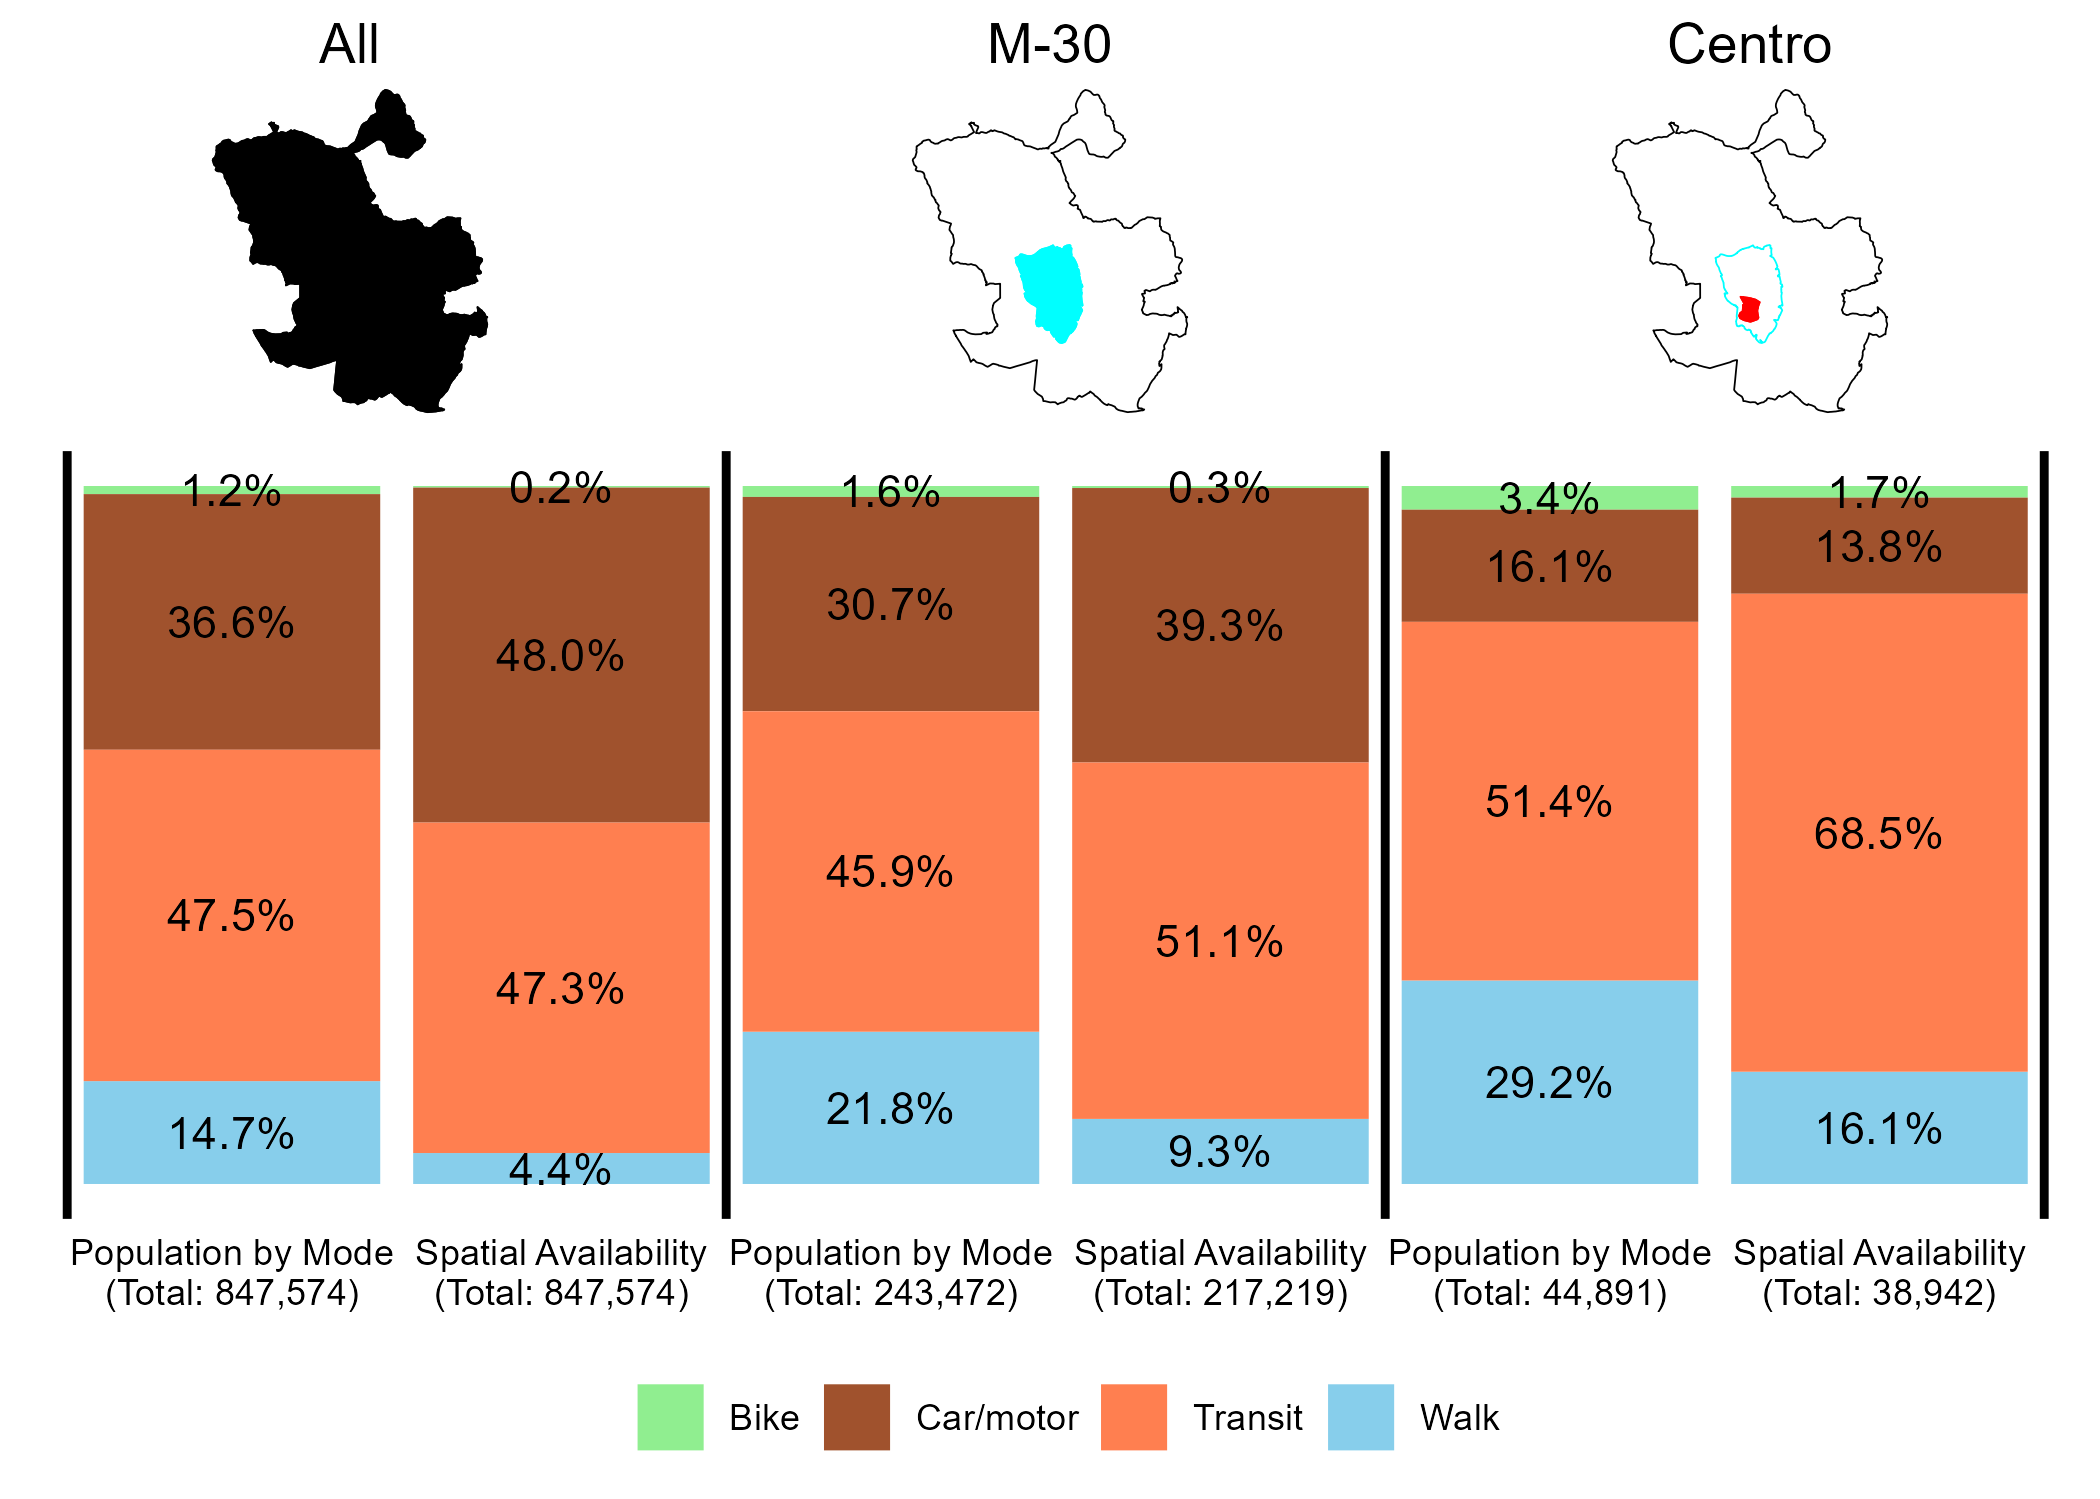 All
M-30
Centro
1.2%
36.6%
47.5%
14.7%
0.2%
48.0%
47.3%
4.4%
1.6%
30.7%
45.9%
21.8%
0.3%
39.3%
51.1%
9.3%
3.4%
16.1%
51.4%
29.2%
1.7%
13.8%
68.5%
16.1%
Population by Mode
(Total: 847,574)
Spatial Availability
(Total: 847,574)
Population by Mode
(Total: 243,472)
Spatial Availability
(Total: 217,219)
Population by Mode
(Total: 44,891)
Spatial Availability
(Total: 38,942)
Bike
Car/motor
Transit
Walk